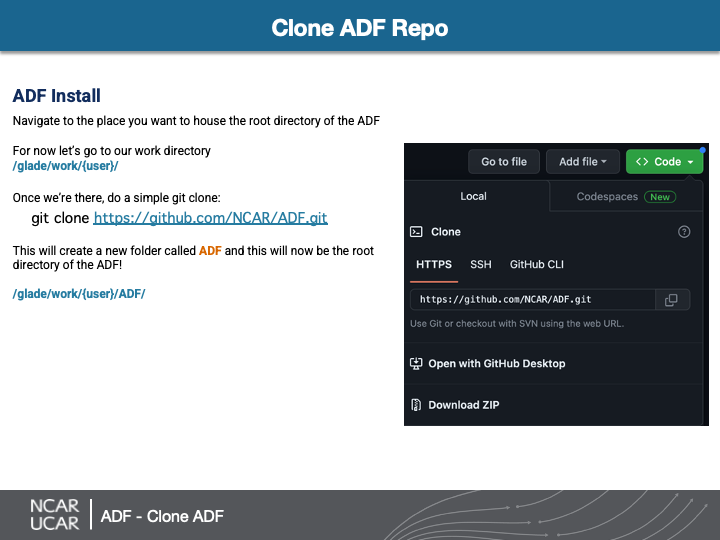 Clone ADF Repo
ADF Install
Navigate to the place you want to house the root directory of the ADF
For now let's go to our work directory
/glade/work/{user}/
Once we're there, do a simple git clone:
git clone https://github.com/NCAR/ADF.git
This will create a new folder called ADF and this will now be the root
directory of the ADF!
/glade/work/{user}/ADF/
Go to file Add file <> Code
Local Codespaces New
Clone ?
HTTPS SSH GitHub CLI
https://github.com/NCAR/ADF.git
Use Git or checkout with SVN using the web URL.
Open with GitHub Desktop
Download ZIP
NCAR
UCAR
ADF - Clone ADF